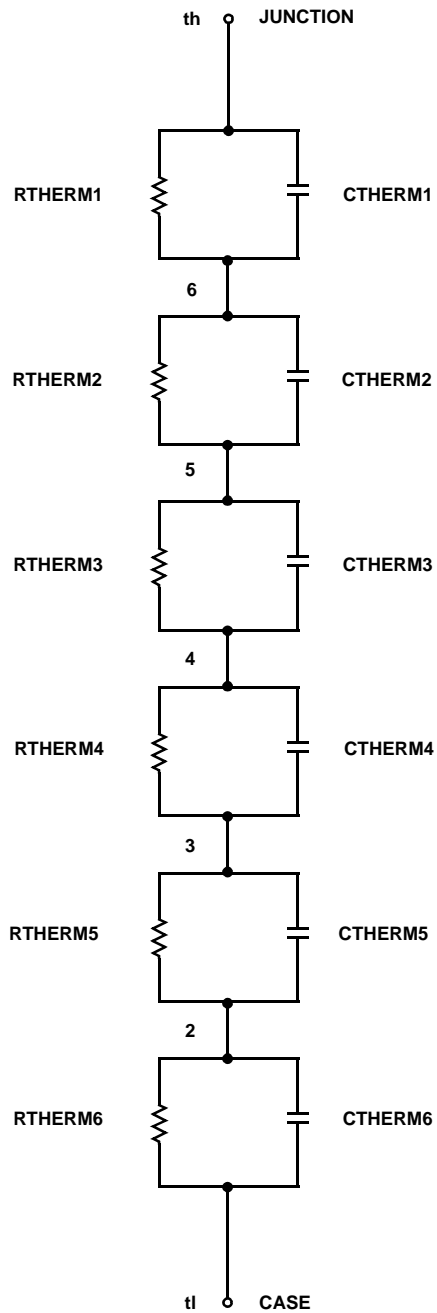 th JUNCTION
RTHERM1 CTHERM1
6
RTHERM2 CTHERM2
5
RTHERM3 CTHERM3
4
RTHERM4 CTHERM4
3
RTHERM5 CTHERM5
2
RTHERM6 CTHERM6
tl CASE